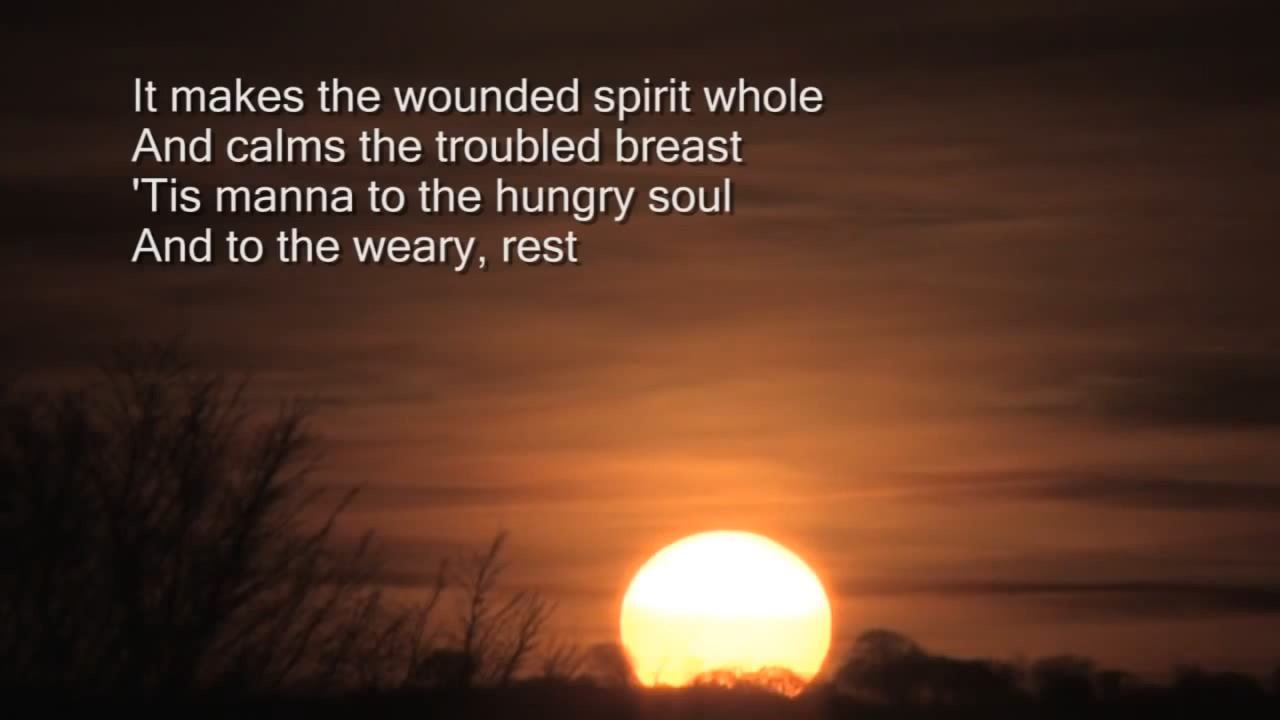 It makes the wounded spirit whole
And calms the troubled breast
'Tis manna to the hungry soul
And to the weary, rest